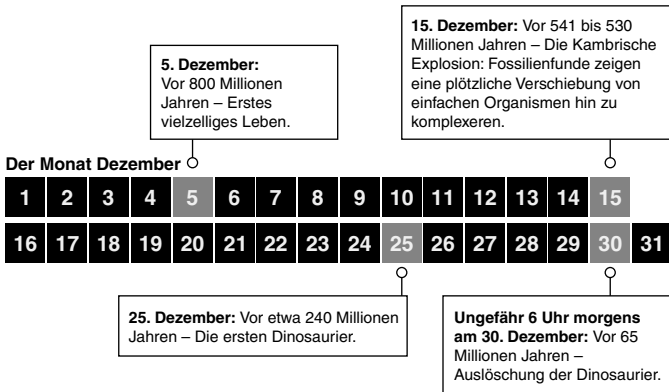 15. Dezember: Vor 541 bis 530
Millionen Jahren – Die Kambrische
Explosion: Fossilienfunde zeigen
eine plötzliche Verschiebung von
einfachen Organismen hin zu
komplexeren.
5. Dezember:
Vor 800 Millionen
Jahren – Erstes
vielzelliges Leben.
Der Monat Dezember
1 2 3 4 5 6 7 8 9 10 11 12 13 14 15
16 17 18 19 20 21 22 23 24 25 26 27 28 29 30 31
25. Dezember: Vor etwa 240 Millionen
Jahren – Die ersten Dinosaurier.
Ungefähr 6 Uhr morgens
am 30. Dezember: Vor 65
Millionen Jahren –
Auslöschung der Dinosaurier.